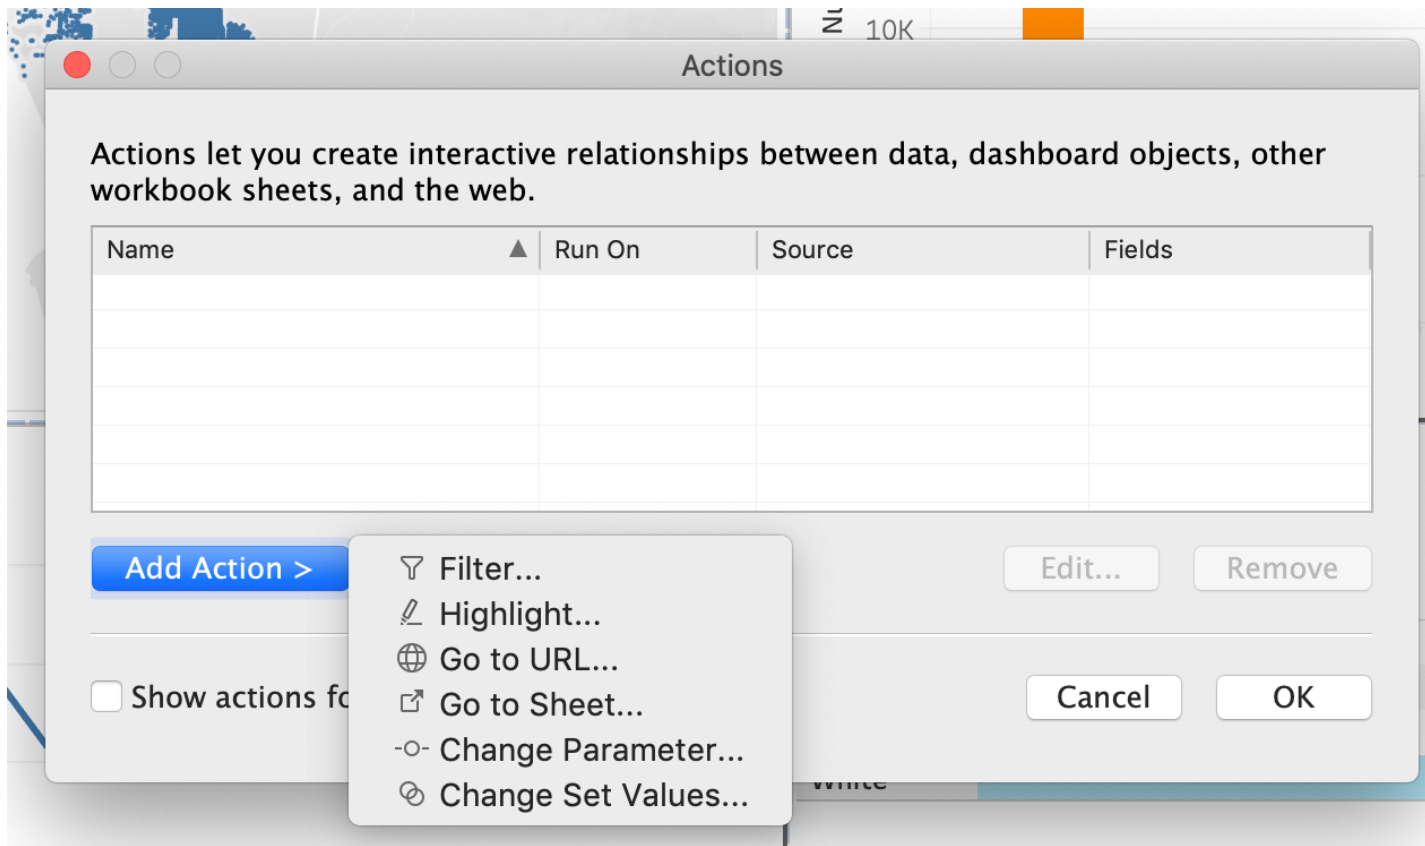 10K
Actions
Actions let you create interactive relationships between data, dashboard objects, other
workbook sheets, and the web.
Name Run On Source Fields
Add Action > Edit... Remove
Filter...
Highlight...
Go to URL...
Go to Sheet...
Show actions Cancel OK
Change Parameter...
Change Set Values...